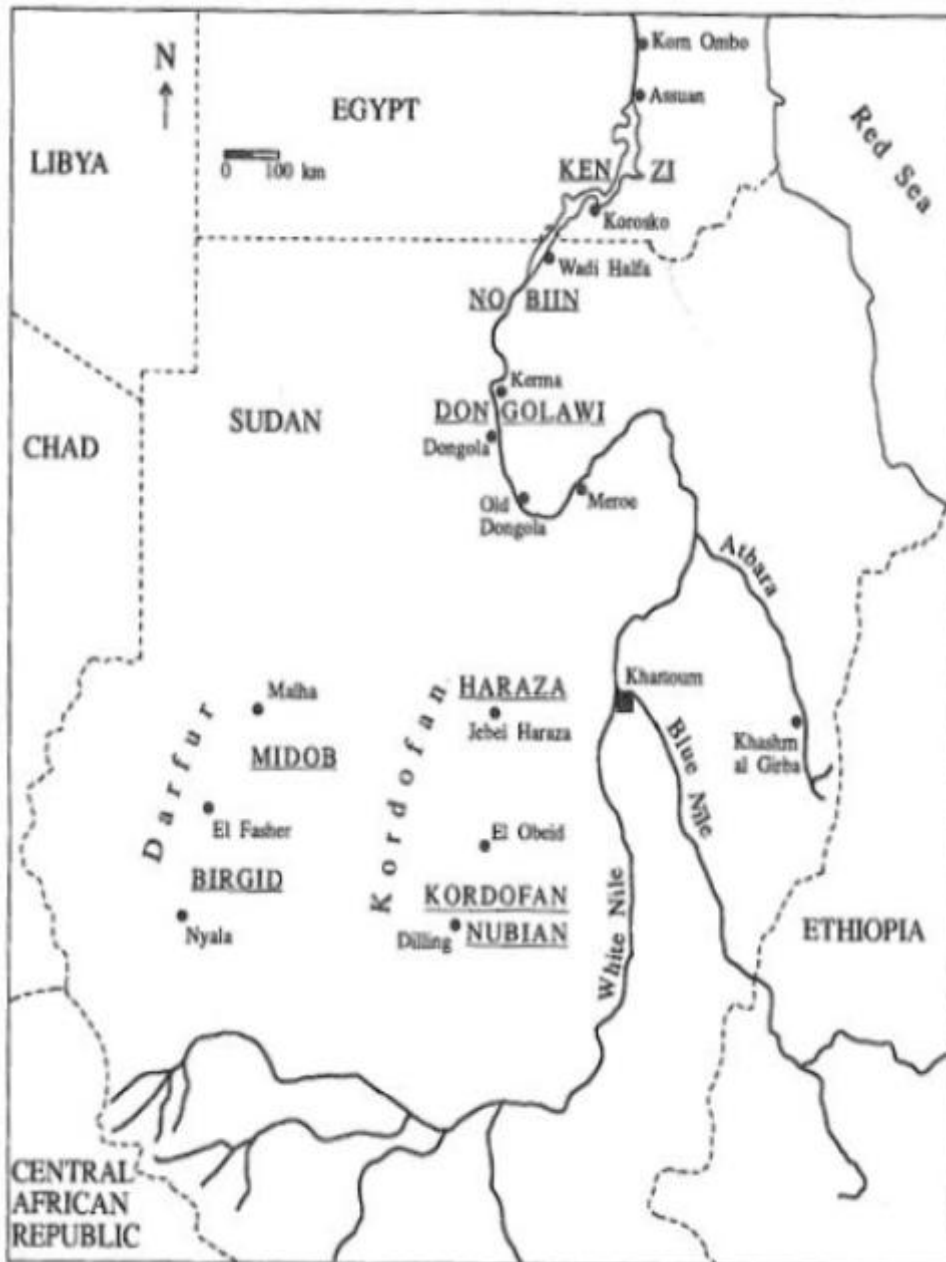 Kom Ombo
N
EGYPT
Assuan
Red Sea
LIBYA
0 100 km
KEN ZI
Korosko
Wadi Halfa
NO BIIN
Kerma
SUDAN
DON GOLAWI
CHAD
Dongola
Old
Dongola
Meroe
Atbara
Malha
HARAZA
Khartoum
Jebel Haraza
Darfur
Kordofan
MIDOB
Blue Nile
Khashm
al Girba
El Fasher
El Obeid
BIRGID
KORDOFAN
NUBIAN
Nyala
Dilling
White Nile
ETHIOPIA
CENTRAL
AFRICAN
REPUBLIC